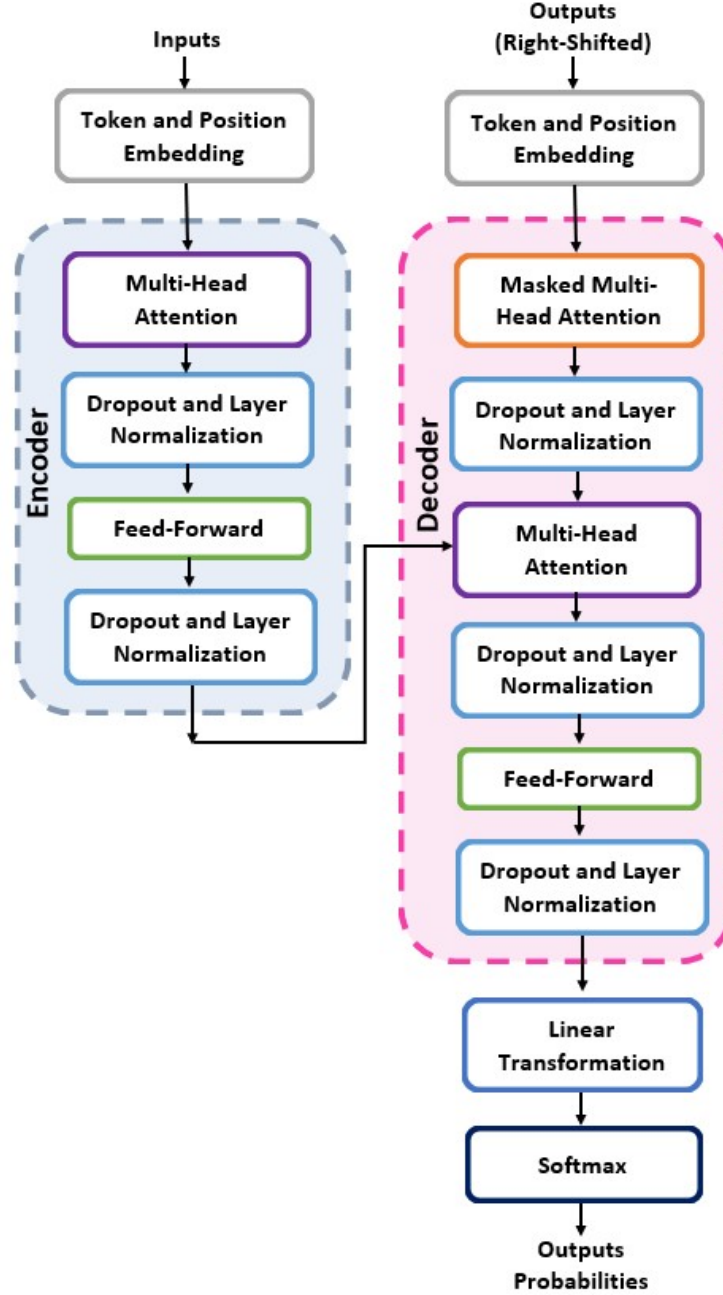 Inputs
Token and Position
Embedding
Encoder
Multi-Head
Attention
Dropout and Layer
Normalization
Feed-Forward
Dropout and Layer
Normalization
Outputs
(Right-Shifted)
Token and Position
Embedding
Decoder
Masked Multi-
Head Attention
Dropout and Layer
Normalization
Multi-Head
Attention
Dropout and Layer
Normalization
Feed-Forward
Dropout and Layer
Normalization
Linear
Transformation
Softmax
Outputs
Probabilities